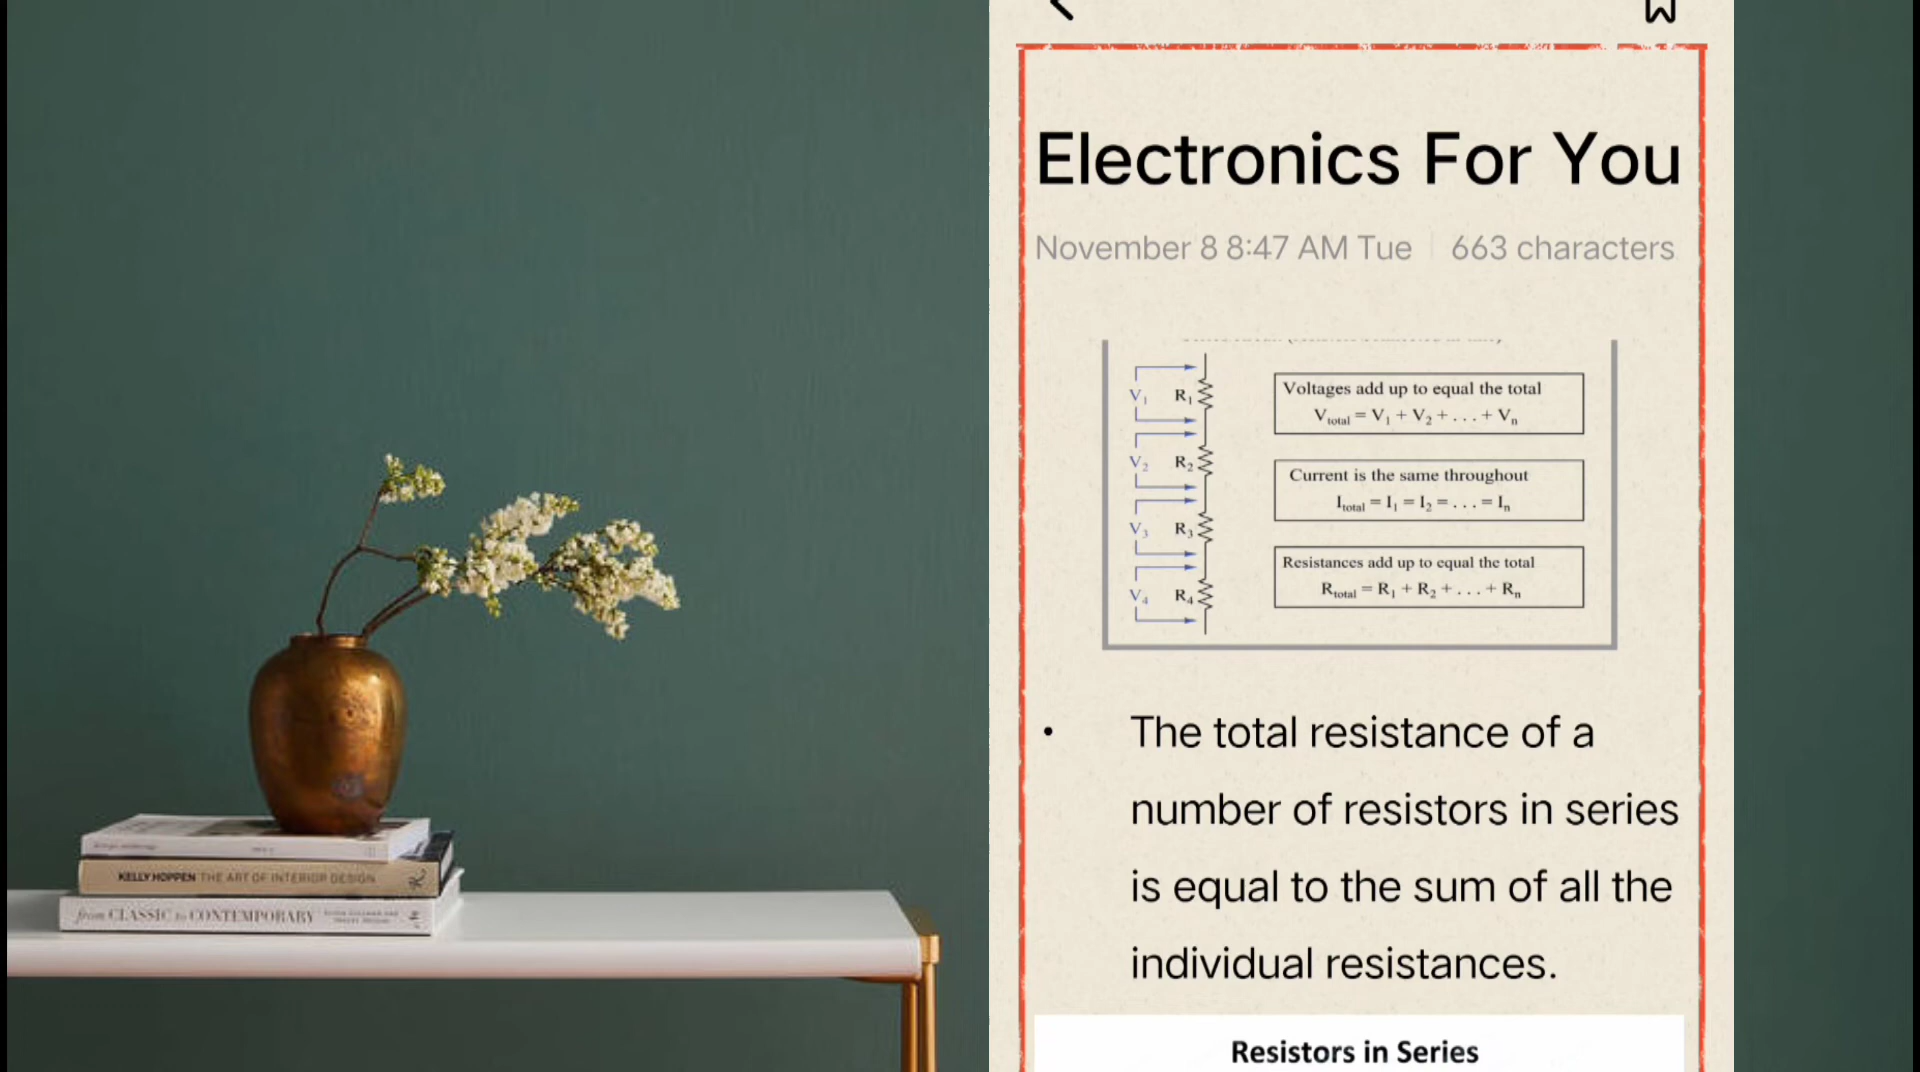 Electronics For You
November 8 8:47 AM Tue | 663 characters
V1 R1
V2 R2
V3 R3
V4 R4
Voltages add up to equal the total
Vtotal = V1 + V2 + . . . + Vn
Current is the same throughout
Itotal = I1 = I2 = . . . = In
Resistances add up to equal the total
Rtotal = R1 + R2 + . . . + Rn
• The total resistance of a
number of resistors in series
is equal to the sum of all the
individual resistances.
Resistors in Series
KELLY HOPPEN THE ART OF INTERIOR DESIGN
from CLASSIC to CONTEMPORARY